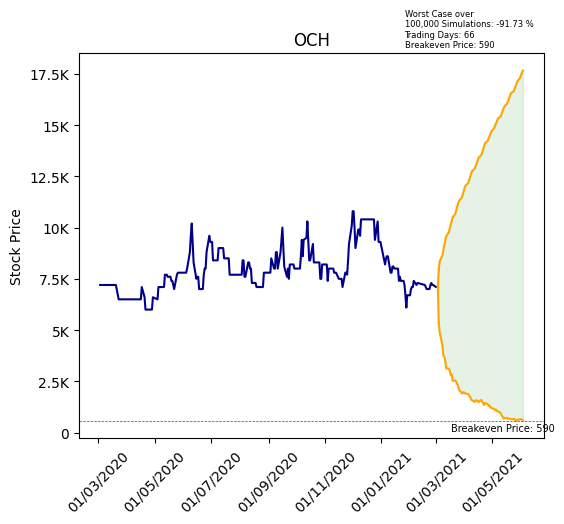 Worst Case over
100,000 Simulations: -91.73 %
Trading Days: 66
Breakeven Price: 590
OCH
Stock Price
17.5K
15K
12.5K
10K
7.5K
5K
2.5K
0
Breakeven Price: 590
01/03/2020
01/05/2020
01/07/2020
01/09/2020
01/11/2020
01/01/2021
01/03/2021
01/05/2021